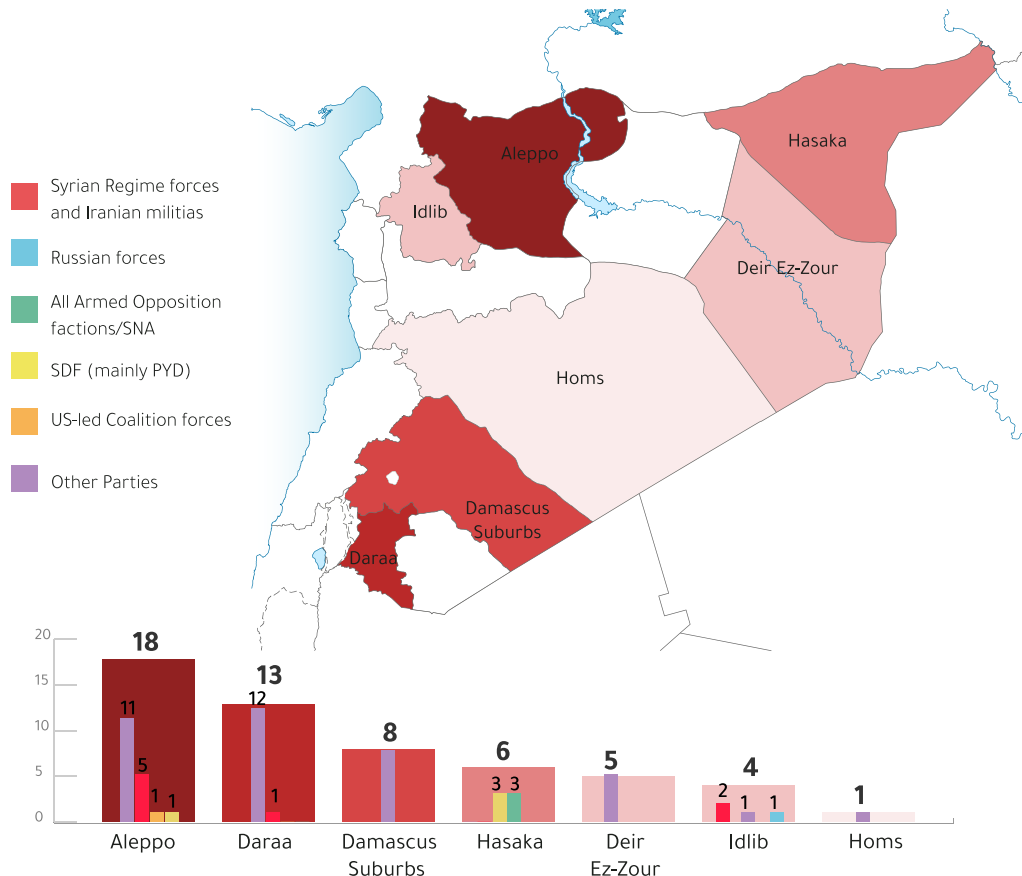 Syrian Regime forces
and Iranian militias
Russian forces
All Armed Opposition
factions/SNA
SDF (mainly PYD)
US-led Coalition forces
Other Parties
Aleppo
Hasaka
Idlib
Deir Ez-Zour
Homs
Damascus
Suburbs
Daraa
20
15
10
5
0
18
11
5
1
1
13
12
1
8
6
3
3
5
4
2
1
1
1
Aleppo
Daraa
Damascus
Suburbs
Hasaka
Deir
Ez-Zour
Idlib
Homs